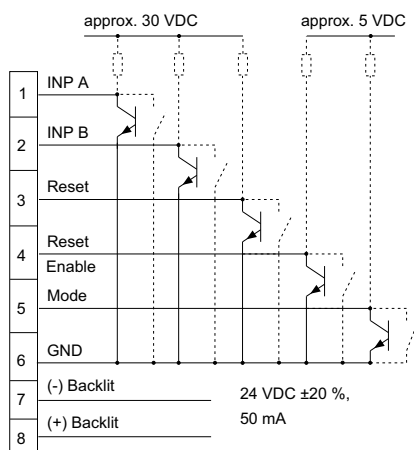 approx. 30 VDC
approx. 5 VDC
1
INP A
2
INP B
3
Reset
4
Reset
Enable
5
Mode
6
GND
7
(-) Backlit
24 VDC ±20 %,
50 mA
8
(+) Backlit